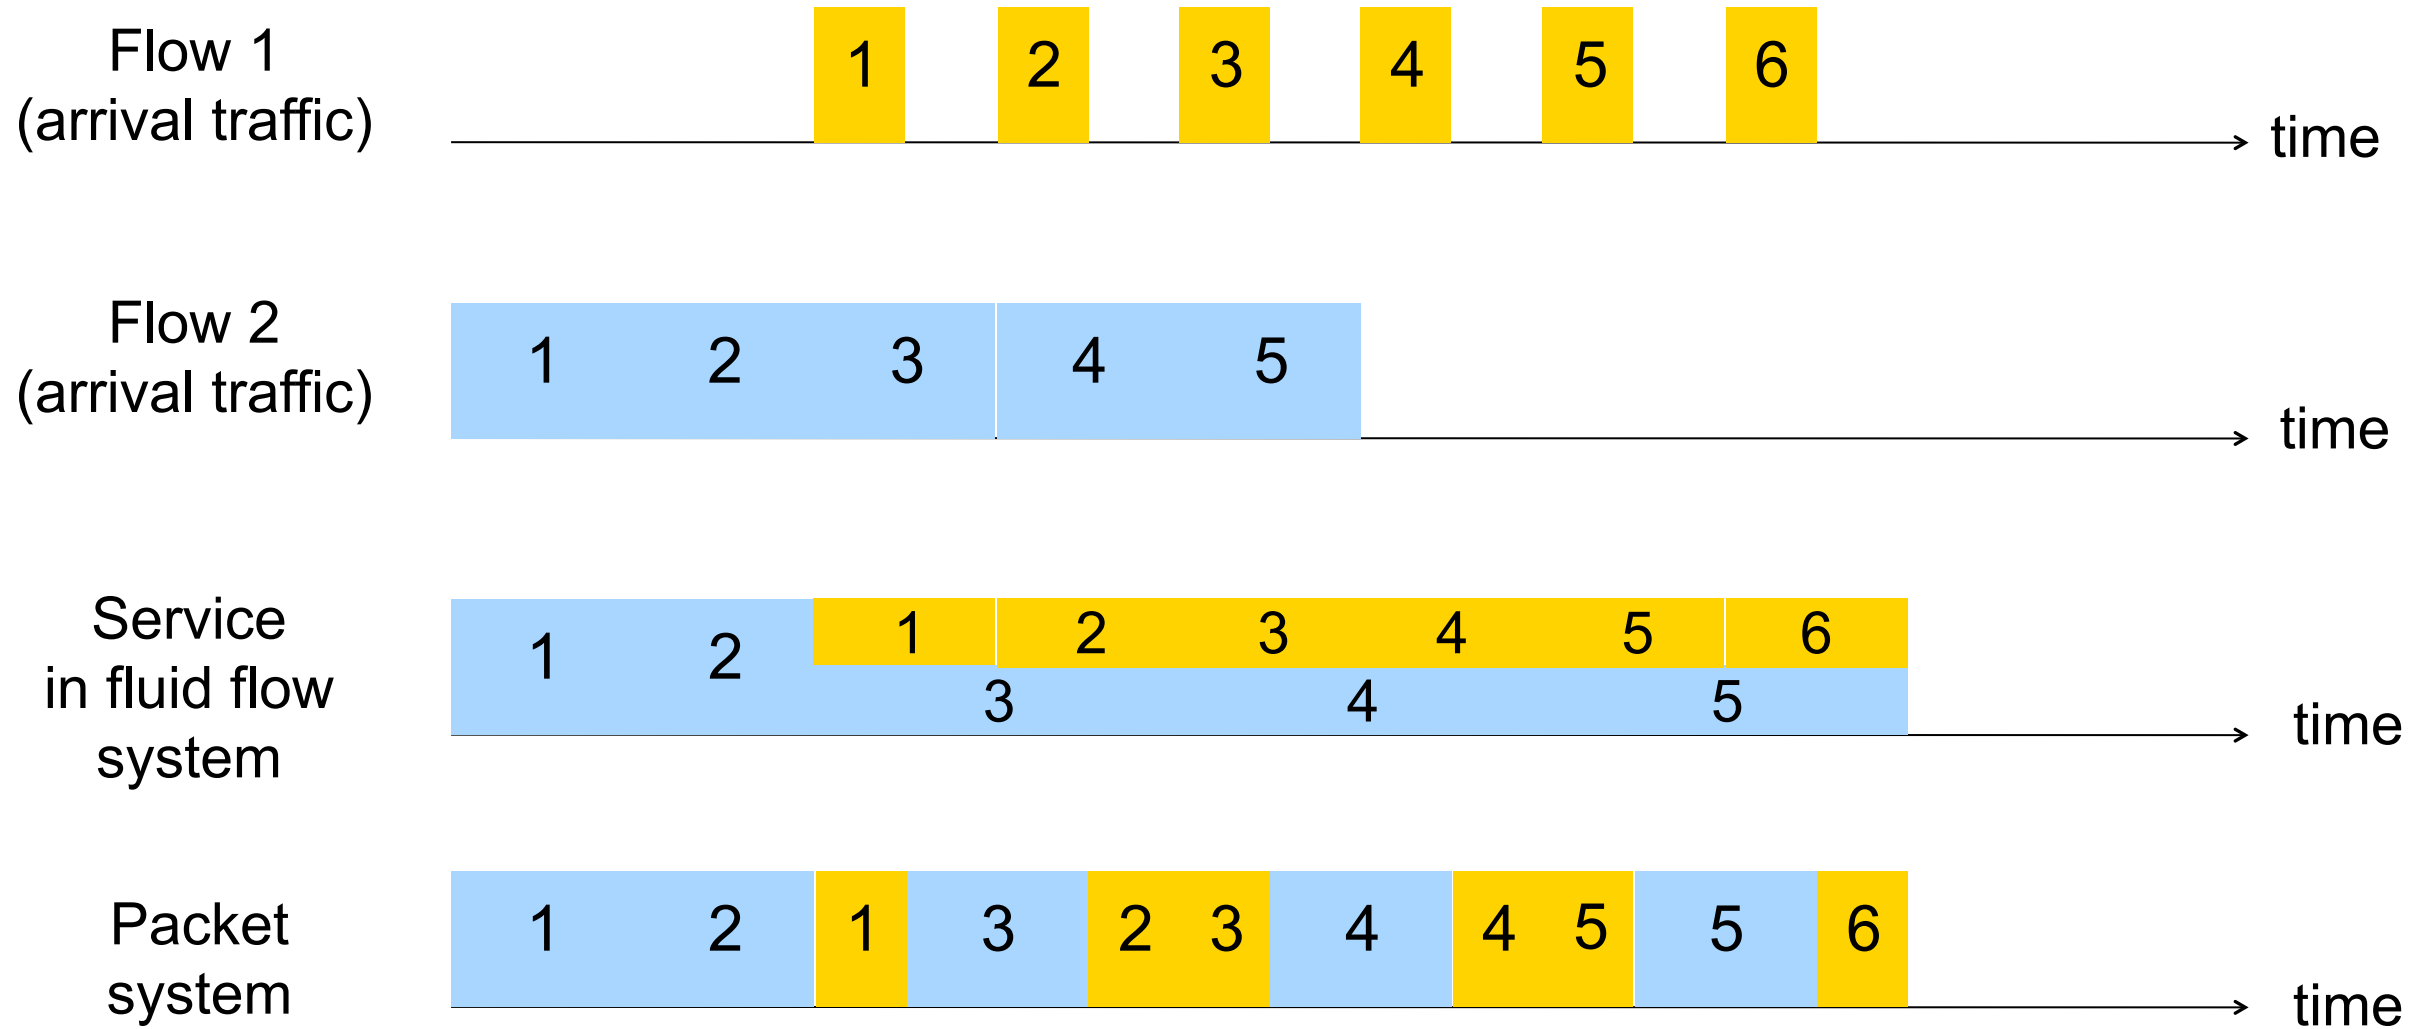 Flow 1
(arrival traffic)
1 2 3 4 5 6
time
Flow 2
(arrival traffic)
1 2 3 4 5
time
Service
in fluid flow
system
1 2
1 2 3 4 5 6
3 4 5
time
Packet
system
1 2 1 3 2 3 4 4 5 5 6
time